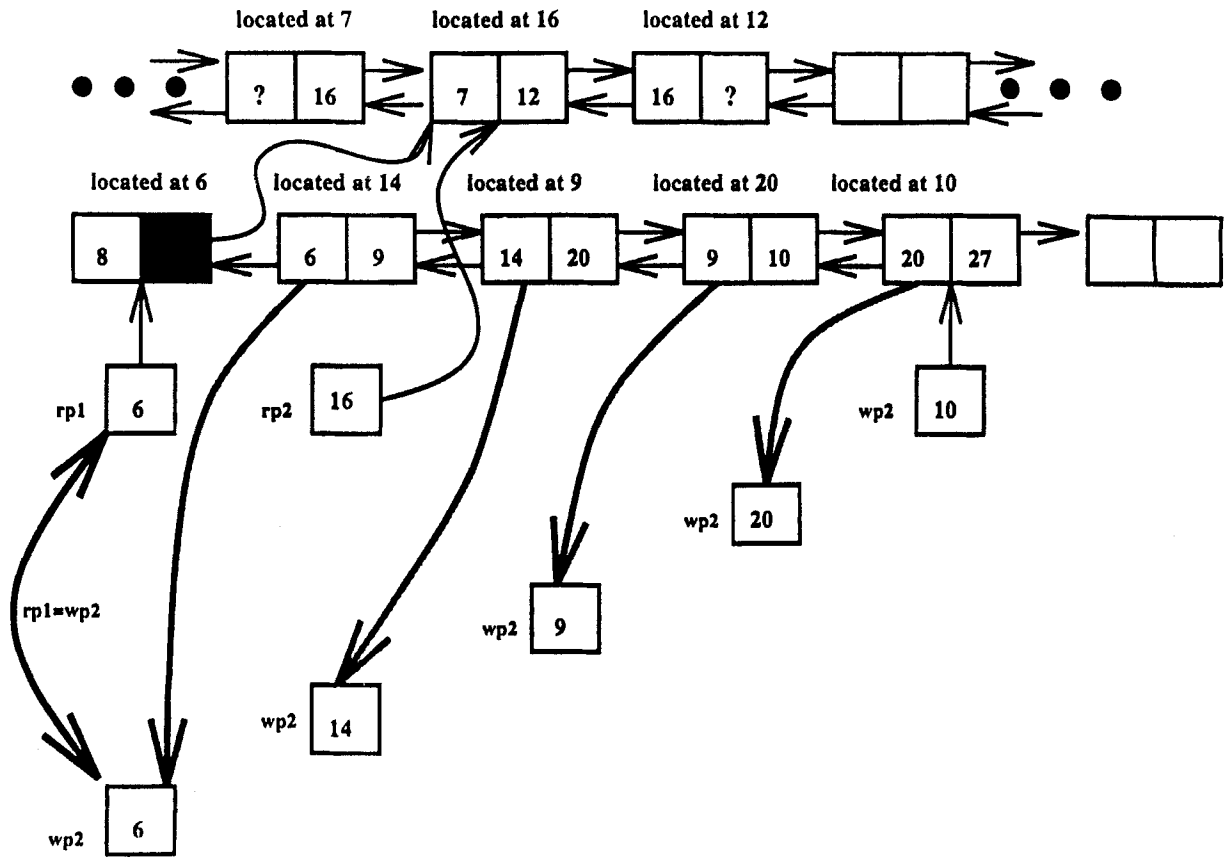 located at 7 located at 16 located at 12
? 16 7 12 16 ?
located at 6 located at 14 located at 9 located at 20 located at 10
8 6 9 14 20 9 10 20 27
rp1 6 rp2 16 wp2 10
wp2 20
rp1=wp2 wp2 9
wp2 14
wp2 6